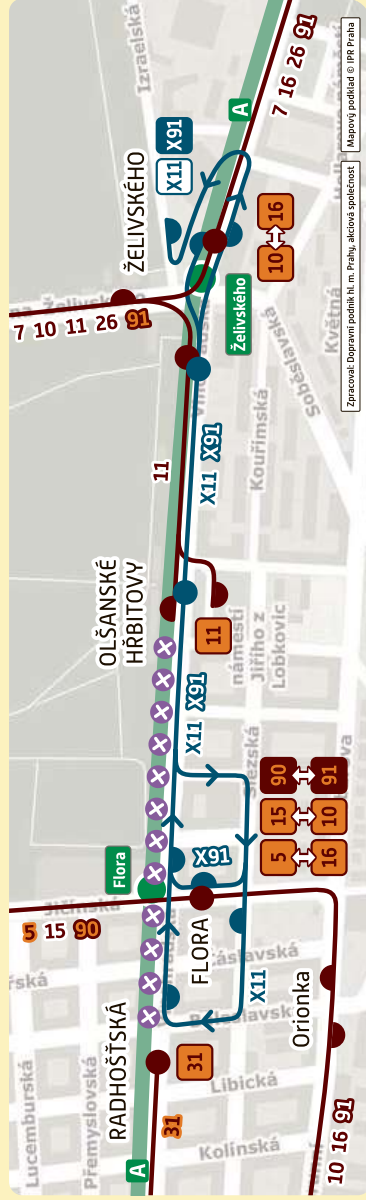 RADHOŠŤSKÁ
31
31
A
5 15 90
Flora
FLORA
X91
X11
Orionka
10 16 91
5 ↔ 16
15 ↔ 10
90 ↔ 91
OLŠANSKÉ
HŘBITOVY
11
X11 X91
11
X11 X91
7 10 11 26 91
ŽELIVSKÉHO
X11 X91
Želivského
10 ↔ 16
A
7 16 26 91
Lucemburská
Přemyslovská
Kolínská
Libická
náměstí
Jiřího z
Lobkovic
Kouřimská
Soběslavská
Květná
Izraelská
Zpracoval: Dopravní podnik hl. m. Prahy, akciová společnost
Mapový podklad © IPR Praha